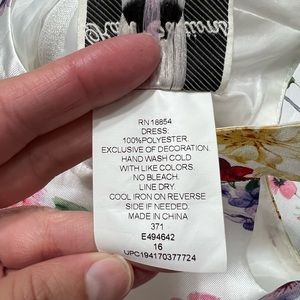 RN 18854
DRESS:
100%POLYESTER.
EXCLUSIVE OF DECORATION.
HAND WASH COLD
WITH LIKE COLORS.
NO BLEACH.
LINE DRY.
COOL IRON ON REVERSE
SIDE IF NEEDED.
MADE IN CHINA
371
E494642
16
UPC194170377724